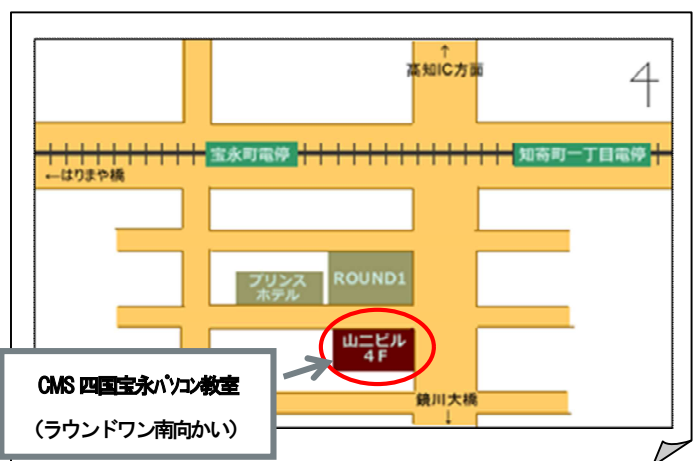 ↑
高知IC方面
宝永町電停
知寄町一丁目電停
←はりまや橋
プリンス
ホテル
ROUND1
山二ビル
4F
CMS 四国宝永パソコン教室
(ラウンドワン南向かい)
鏡川大橋
↓